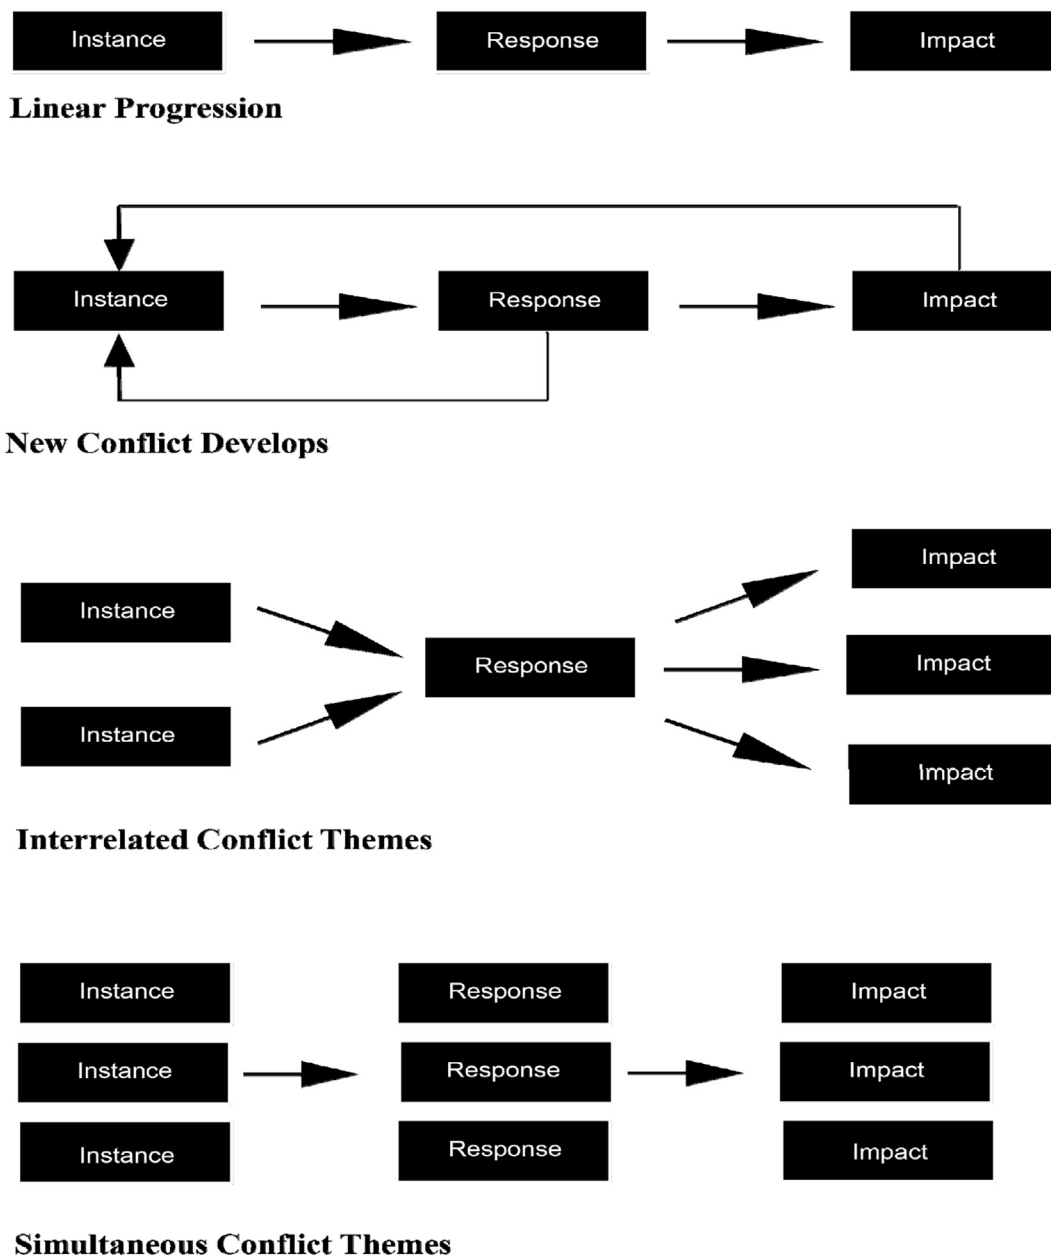 Instance Response Impact
Linear Progression
Instance Response Impact
New Conflict Develops
Impact
Instance
Response Impact
Instance
Impact
Interrelated Conflict Themes
Instance Response Impact
Instance Response Impact
Instance Response Impact
Simultaneous Conflict Themes